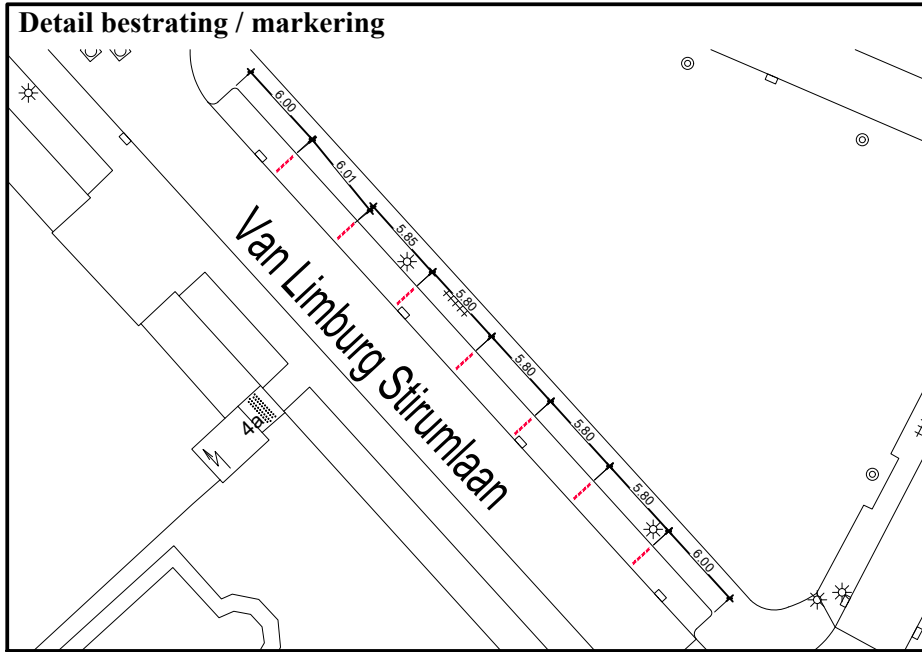 Detail bestrating / markering
6.00
6.01
5.85
5.80
5.80
5.80
5.80
6.00
Van Limburg Stirumlaan
4a